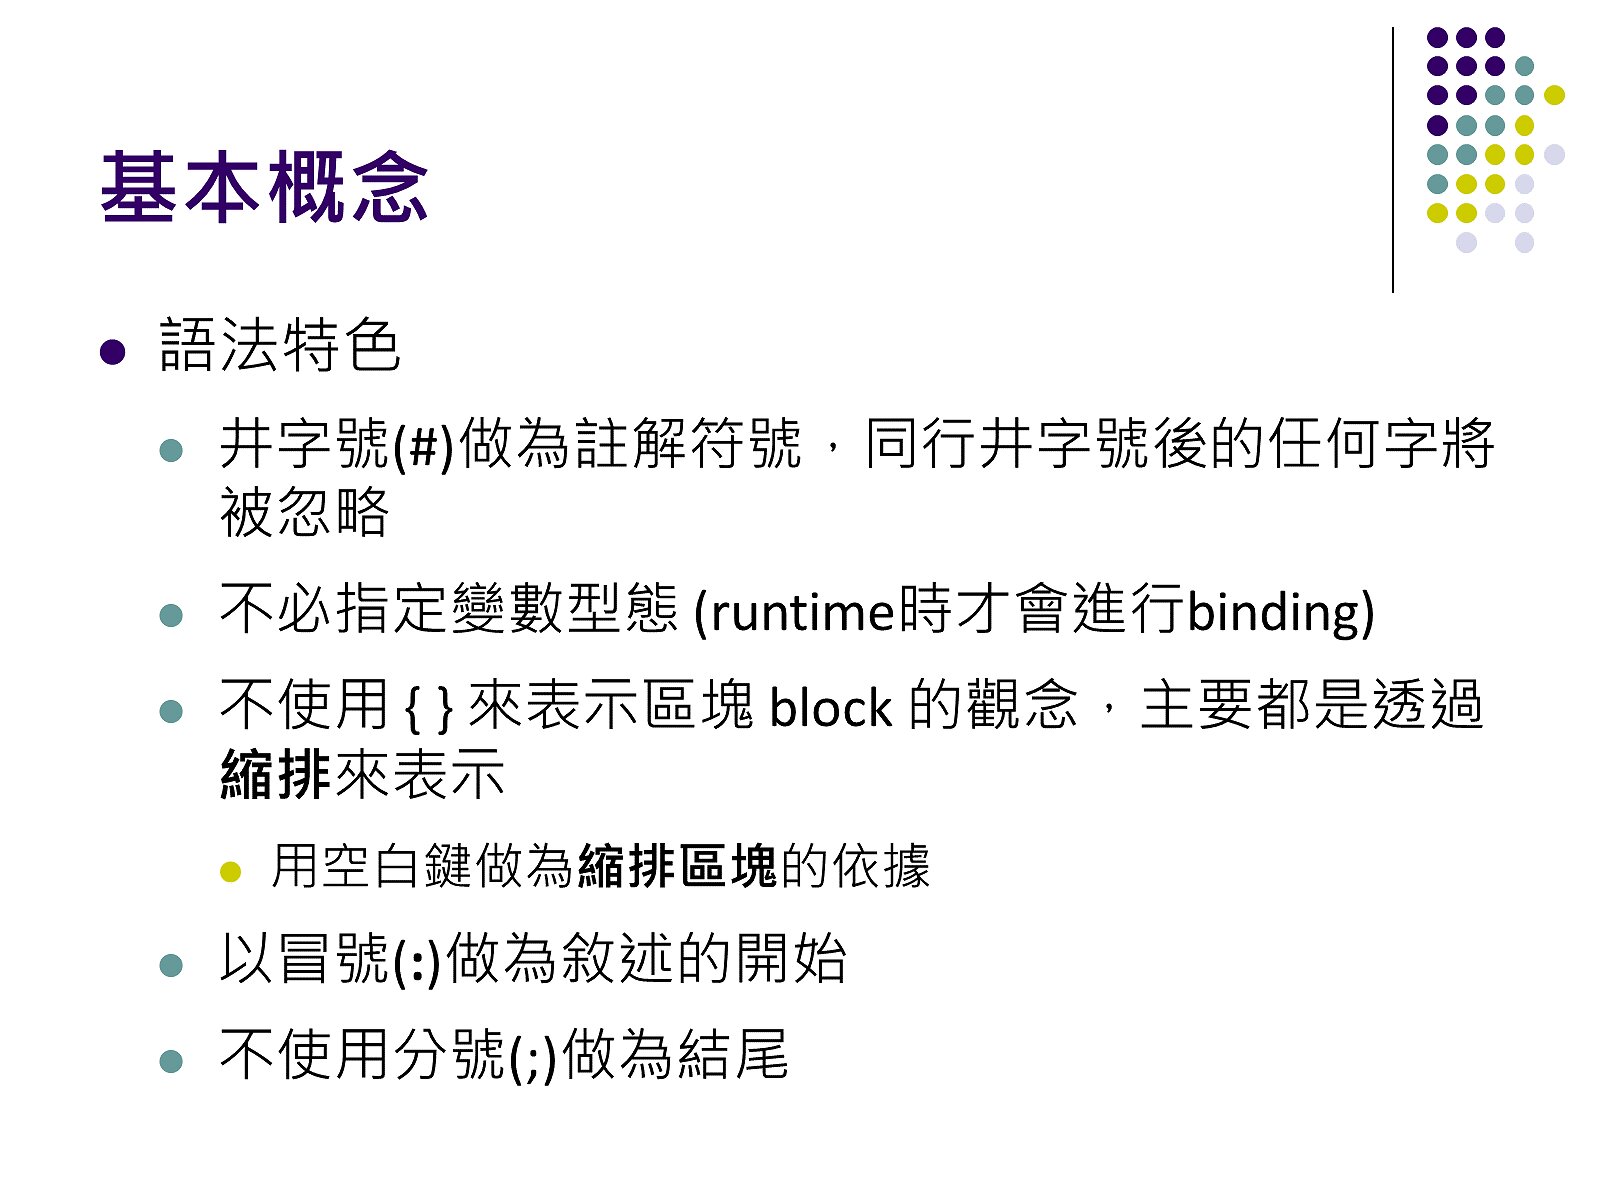 基本概念
語法特色
井字號(#)做為註解符號，同行井字號後的任何字將
被忽略
不必指定變數型態 (runtime時才會進行binding)
不使用 { } 來表示區塊 block 的觀念，主要都是透過
縮排來表示
用空白鍵做為縮排區塊的依據
以冒號(:)做為敘述的開始
不使用分號(;)做為結尾